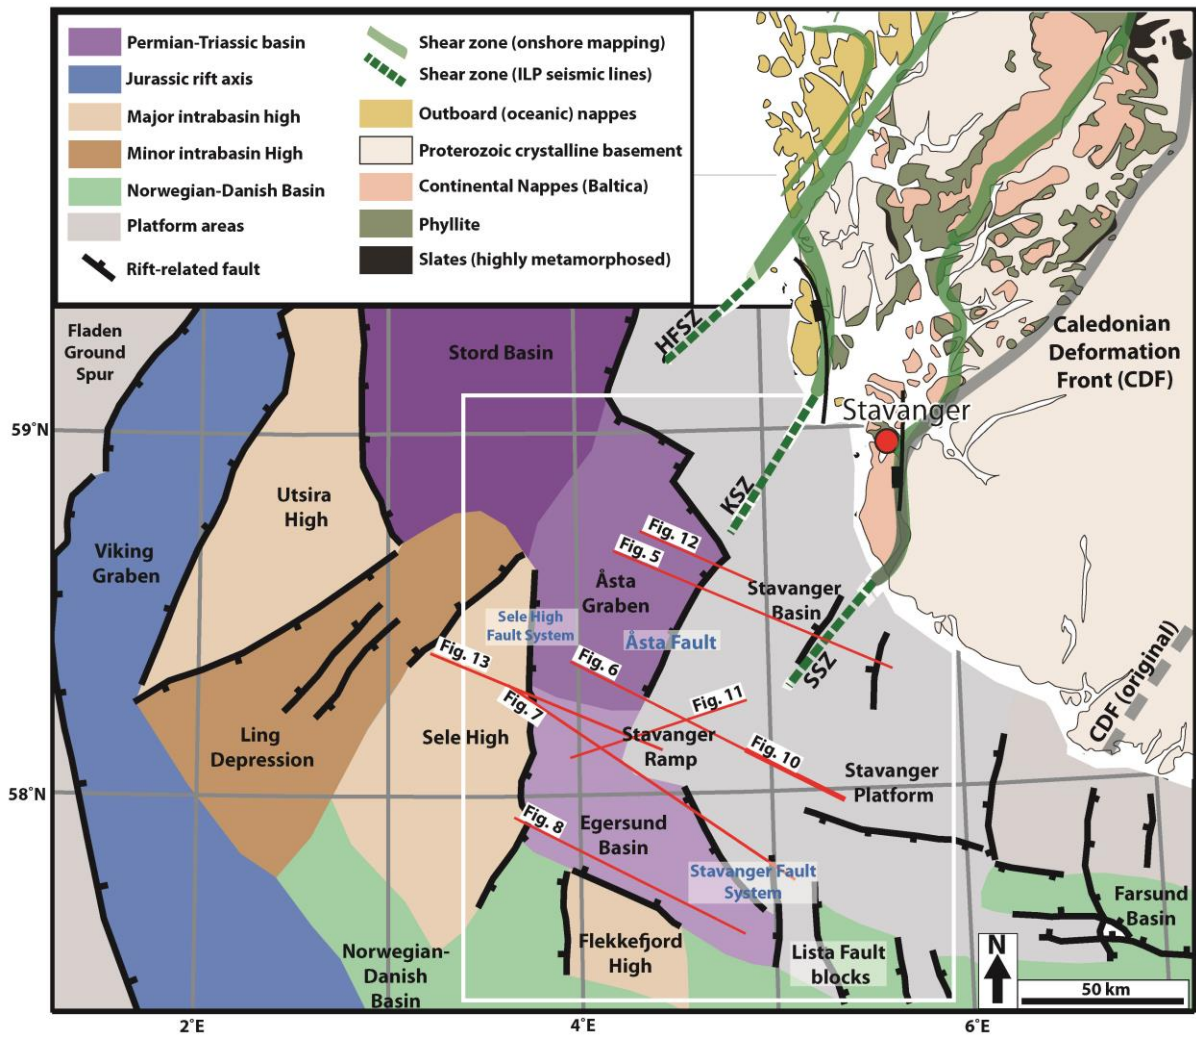 Permian-Triassic basin
Jurassic rift axis
Major intrabasin high
Minor intrabasin High
Norwegian-Danish Basin
Platform areas
Rift-related fault
Shear zone (onshore mapping)
Shear zone (ILP seismic lines)
Outboard (oceanic) nappes
Proterozoic crystalline basement
Continental Nappes (Baltica)
Phyllite
Slates (highly metamorphosed)
Fladen
Ground
Spur
Stord Basin
HFSZ
Caledonian
Deformation
Front (CDF)
Stavanger
59°N
Utsira
High
KSZ
Viking
Graben
Fig. 12
Fig. 5
Åsta
Graben
Stavanger
Basin
Sele High
Fault System
Åsta Fault
SSZ
CDF (original)
Fig. 13
Fig. 6
Fig. 7
Fig. 11
Ling
Depression
Sele High
Stavanger
Ramp
Fig. 10
Stavanger
Platform
58°N
Fig. 8
Egersund
Basin
Stavanger Fault
System
Farsund
Basin
Norwegian-
Danish
Basin
Flekkefjord
High
Lista Fault
blocks
N
50 km
2°E
4°E
6°E